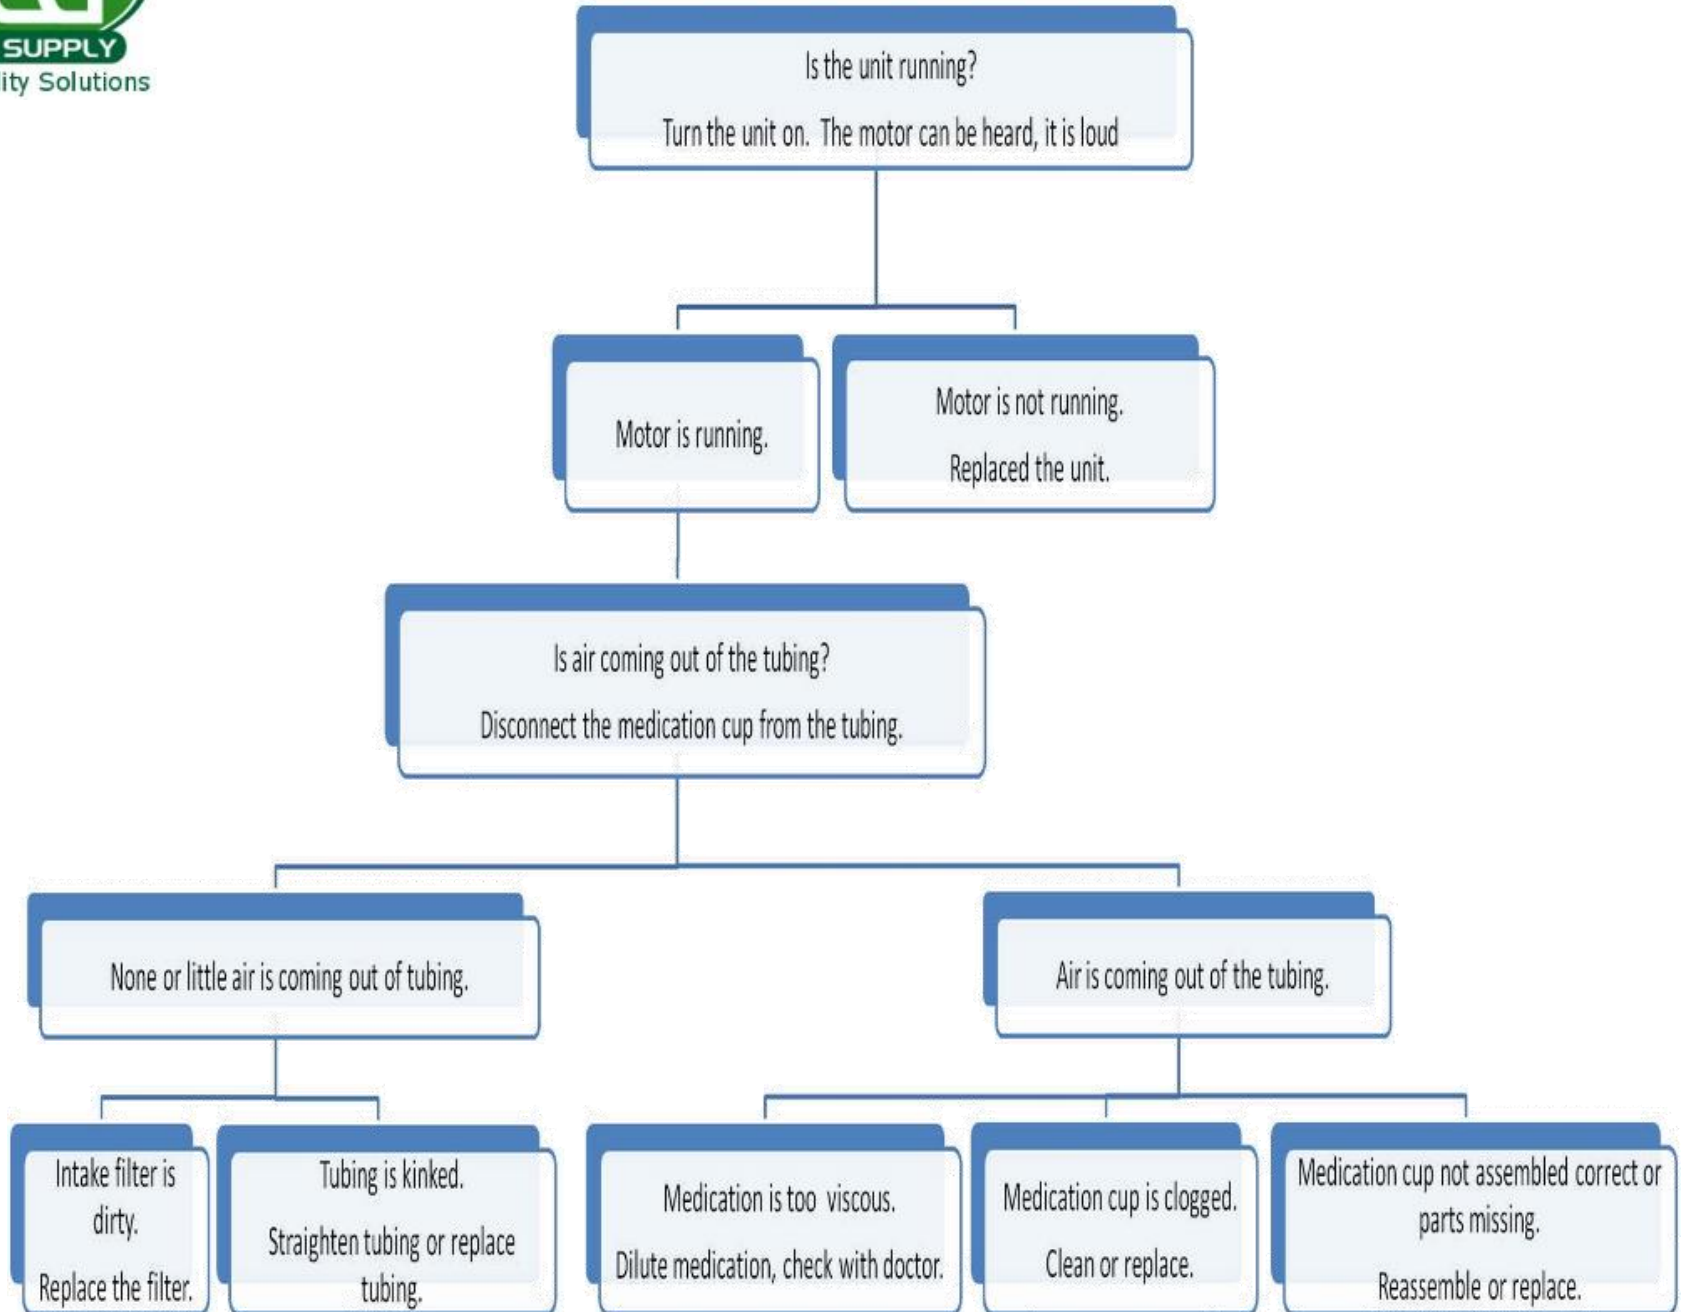 SUPPLY
ity Solutions
Is the unit running?
Turn the unit on.  The motor can be heard, it is loud
Motor is running.
Motor is not running.
Replaced the unit.
Is air coming out of the tubing?
Disconnect the medication cup from the tubing.
None or little air is coming out of tubing.
Air is coming out of the tubing.
Intake filter is
dirty.
Replace the filter.
Tubing is kinked.
Straighten tubing or replace
tubing.
Medication is too  viscous.
Dilute medication, check with doctor.
Medication cup is clogged.
Clean or replace.
Medication cup not assembled correct or
parts missing.
Reassemble or replace.